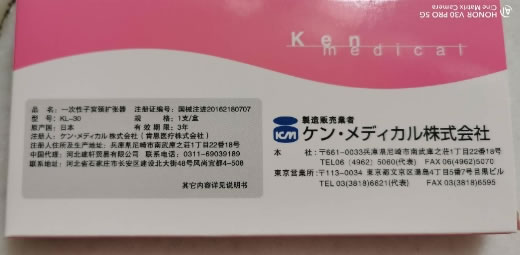 HONOR V30 PRO 5G
Cine Matrix Camera
Ken
medical
品名：一次性子宫颈扩张器 注册证编号：国械注进20162180707
型号：KL-30 规格：1支/盒
原产国：日本 有效期限：3年
注册人：ケン・メディカル株式会社（肯恩医疗株式会社）
注册人住所及生产地址：兵庫県尼崎市南武庫之荘1丁目22番18号
中国代理：河北建轩贸易有限公司 联系电话：0311-69039189
联系地址：河北省石家庄市长安区建设北大街48号风尚名邸4-508
其它内容详见说明书
KM
製造販売業者
ケン・メディカル株式会社
本社：〒661-0033兵庫県尼崎市南武庫之荘1丁目22番18号
TEL06（4962）5060(代表) FAX 06(4962)5070
東京営業所：〒113-0034 東京都文京区湯島4丁目5番7号目黒ビル
TEL 03(3818)6621(代表) FAX 03(3818)6595